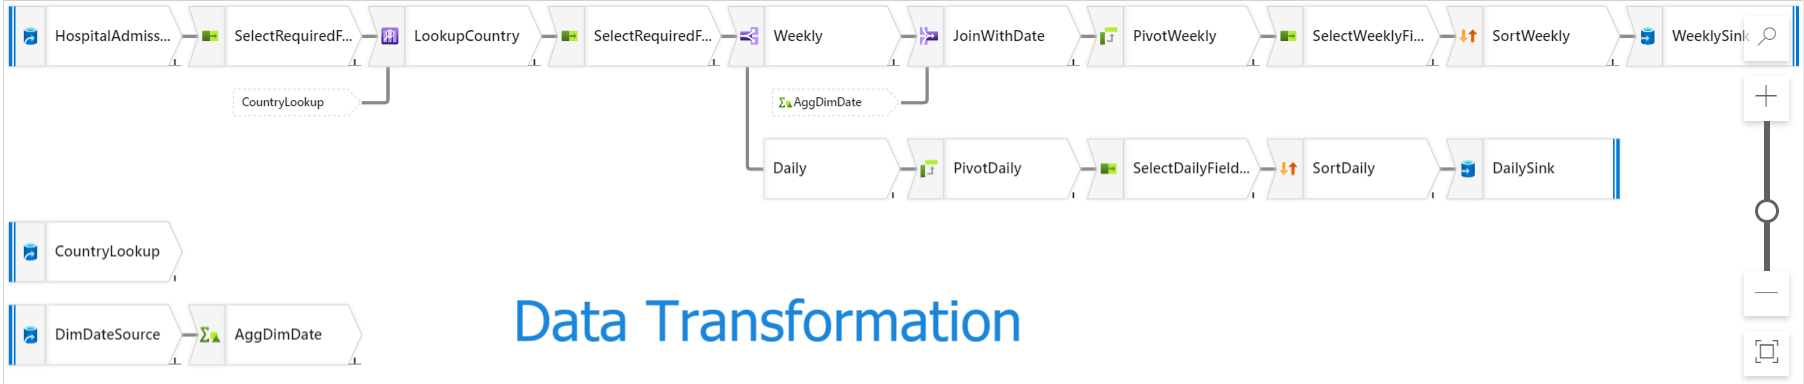 HospitalAdmiss...
SelectRequiredF...
LookupCountry
SelectRequiredF...
Weekly
JoinWithDate
PivotWeekly
SelectWeeklyFi...
SortWeekly
WeeklySink
CountryLookup
AggDimDate
Daily
PivotDaily
SelectDailyField...
SortDaily
DailySink
CountryLookup
DimDateSource
AggDimDate
Data Transformation